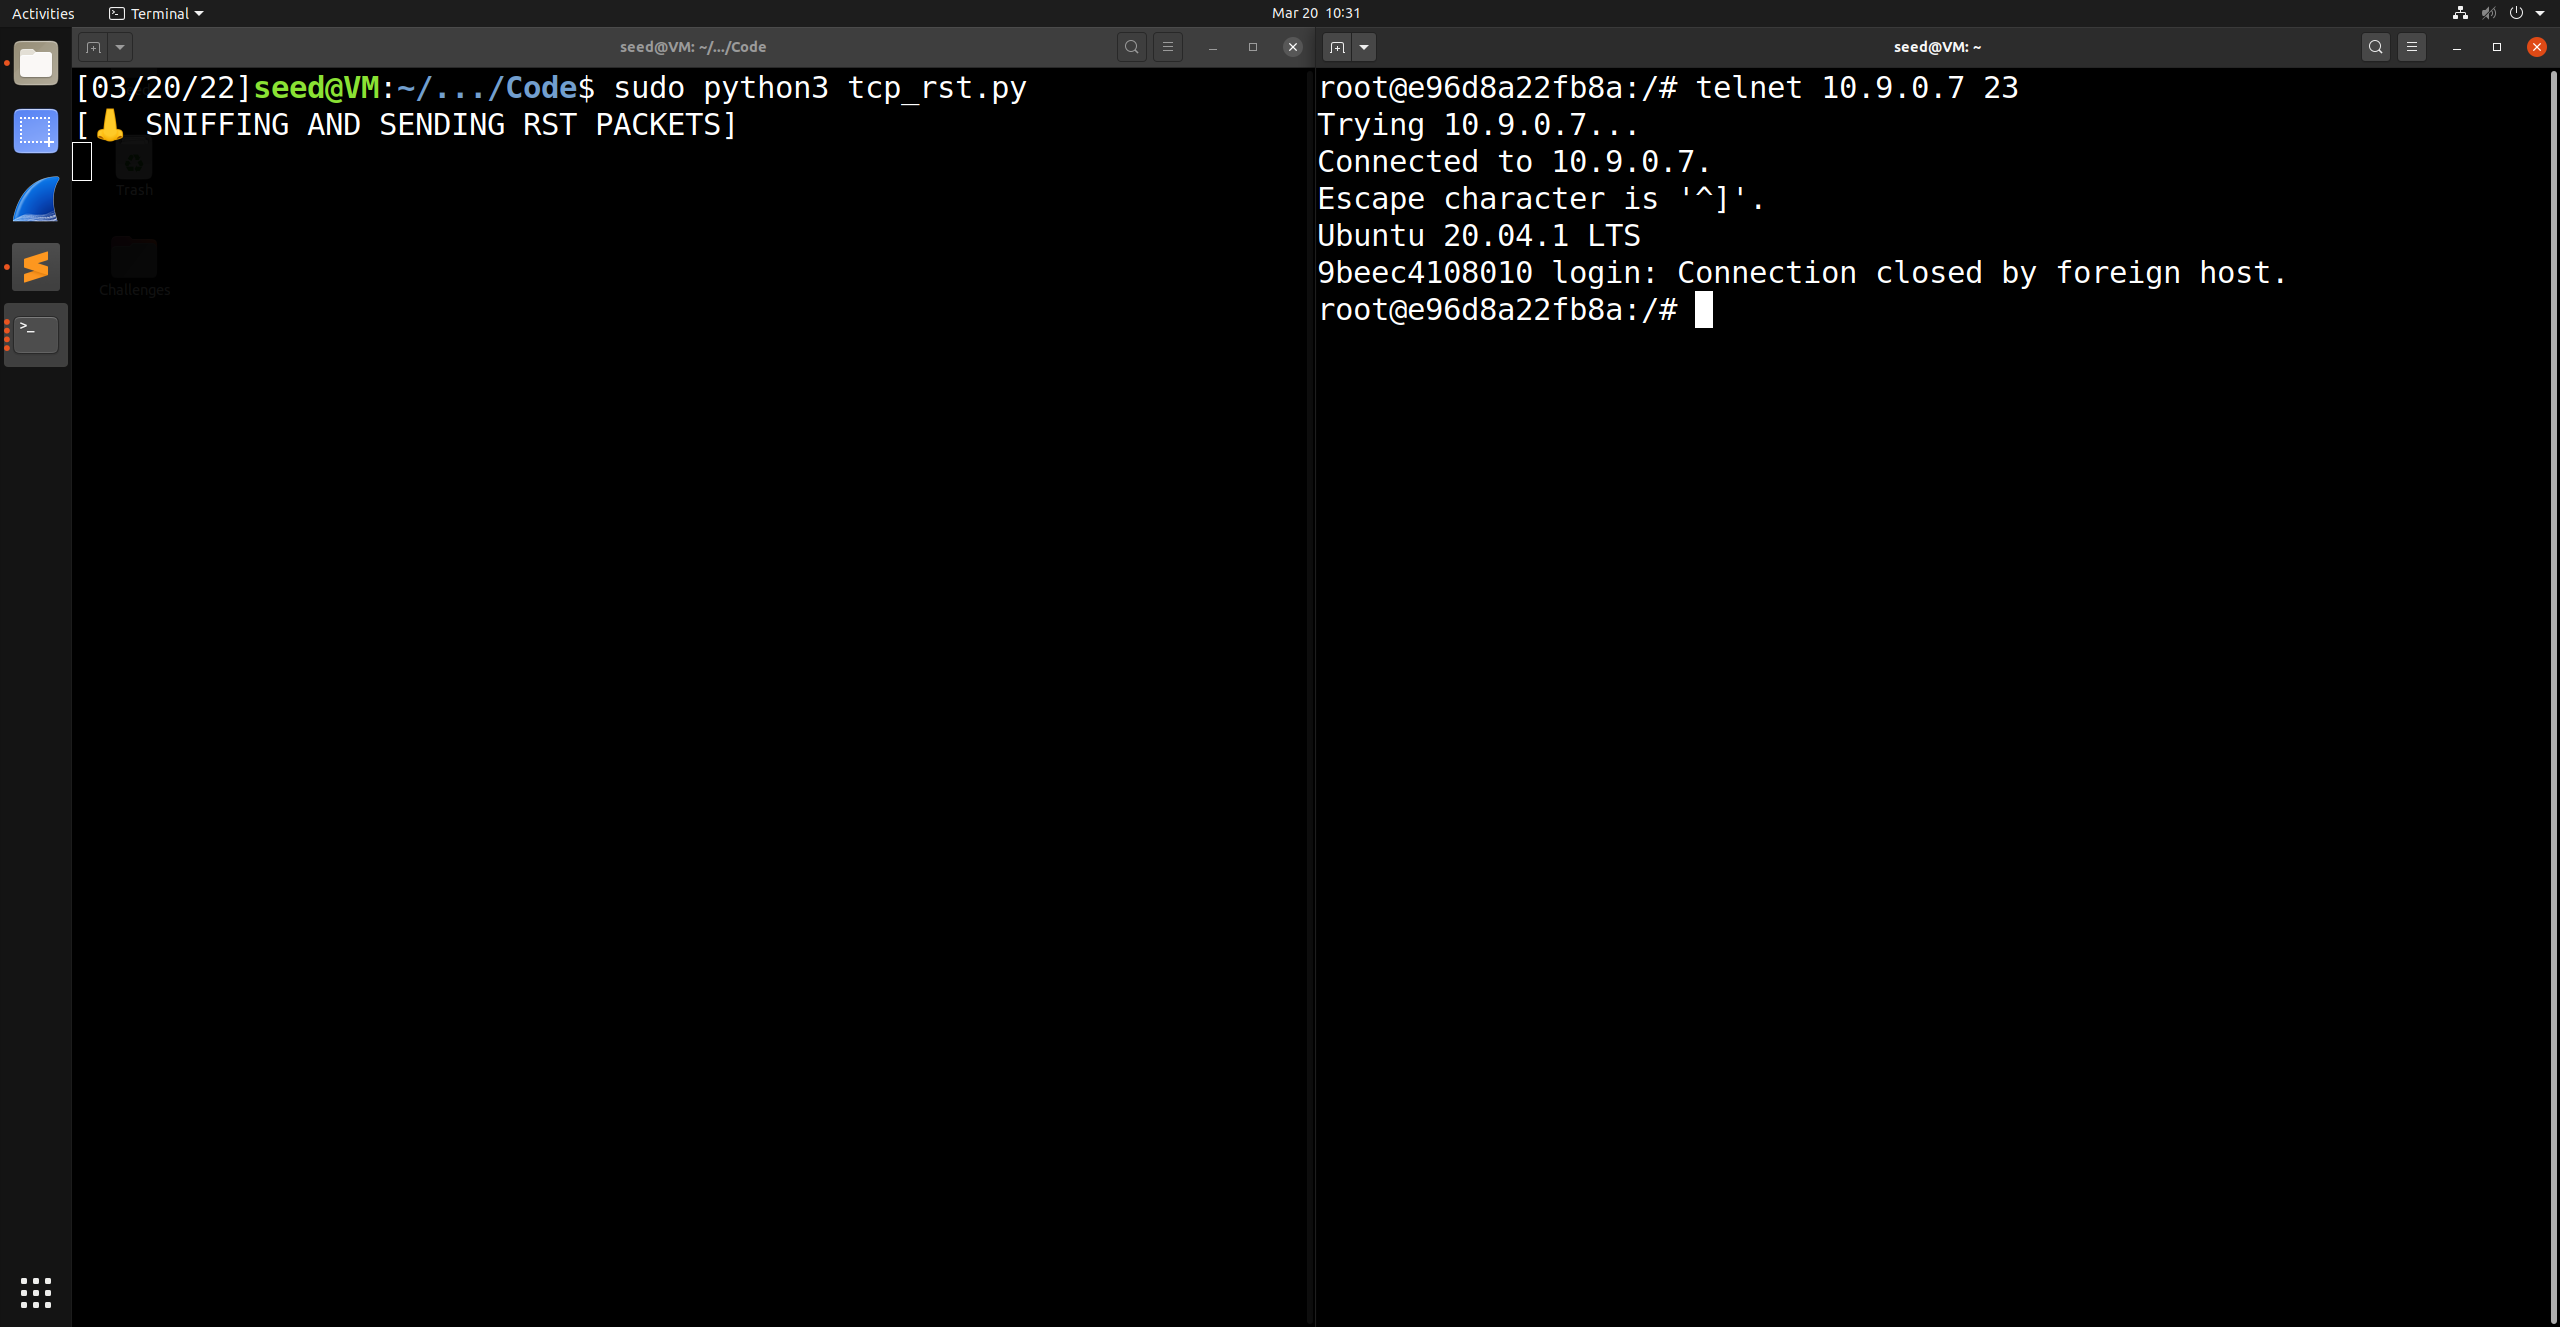 Activities
Terminal
Mar 20 10:31
seed@VM: ~/.../Code
[03/20/22]seed@VM:~/.../Code$ sudo python3 tcp_rst.py
[👃 SNIFFING AND SENDING RST PACKETS]
Trash
Challenges
seed@VM: ~
root@e96d8a22fb8a:/# telnet 10.9.0.7 23
Trying 10.9.0.7...
Connected to 10.9.0.7.
Escape character is '^]'.
Ubuntu 20.04.1 LTS
9beec4108010 login: Connection closed by foreign host.
root@e96d8a22fb8a:/#